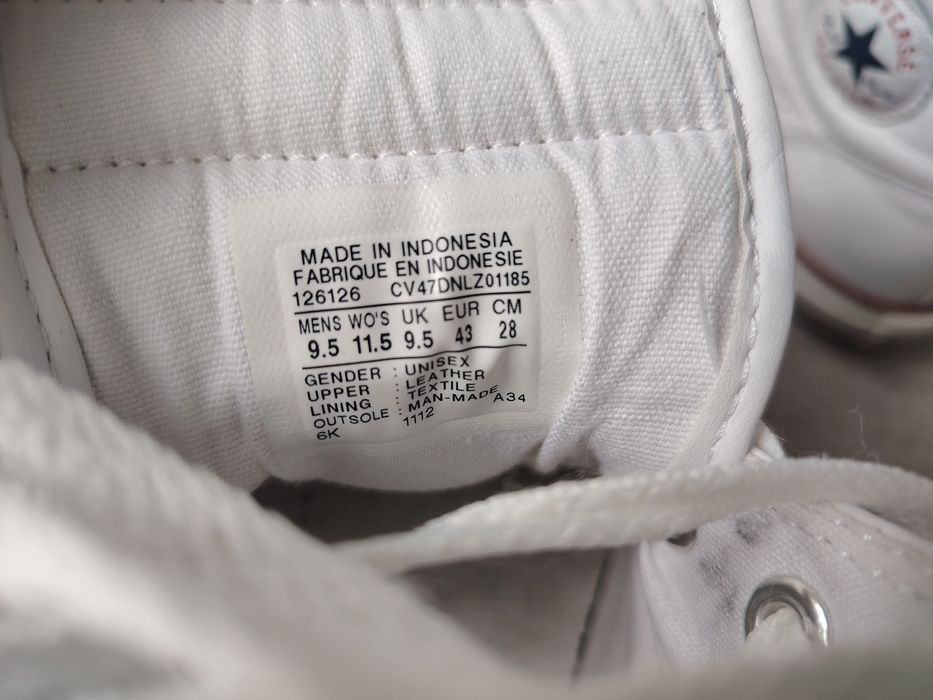 MADE IN INDONESIA
FABRIQUE EN INDONESIE
126126 CV47DNLZ01185
MENS WO'S UK EUR CM
9.5 11.5 9.5 43 28
GENDER : UNISEX
UPPER : LEATHER
LINING : TEXTILE
OUTSOLE : MAN-MADE A34
6K 1112
CONVERSE